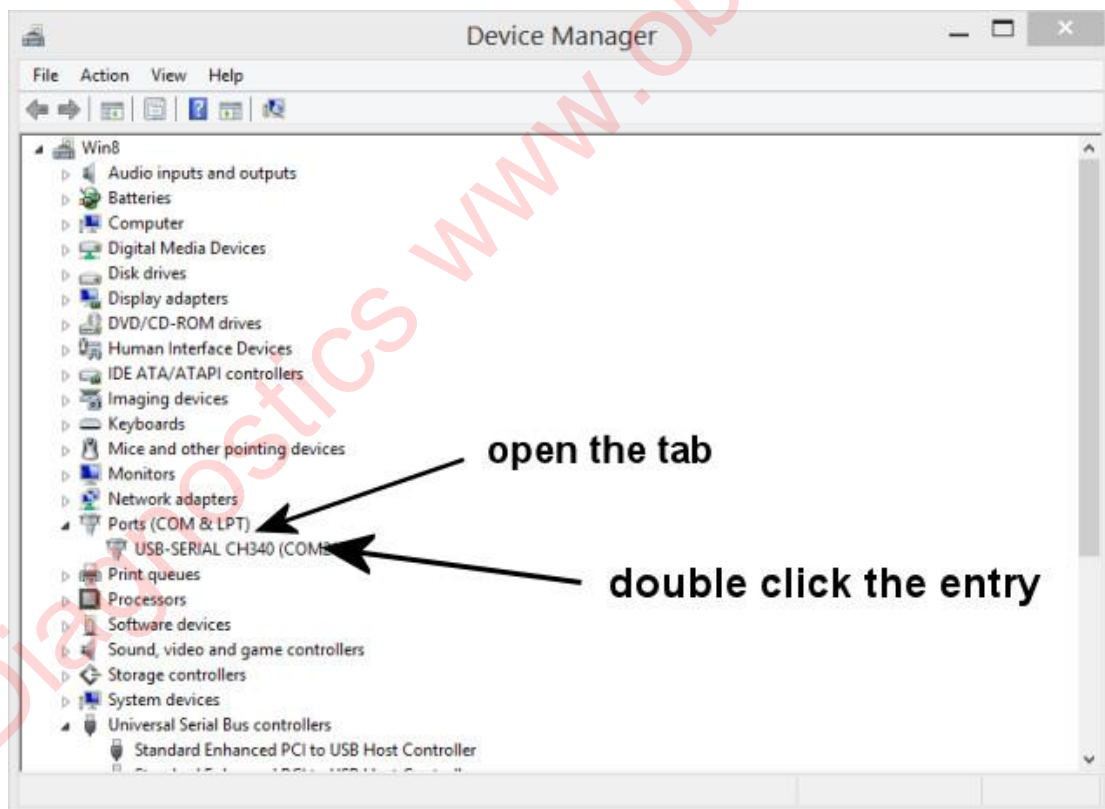 Device Manager
File Action View Help
Win8
Audio inputs and outputs
Batteries
Computer
Digital Media Devices
Disk drives
Display adapters
DVD/CD-ROM drives
Human Interface Devices
IDE ATA/ATAPI controllers
Imaging devices
Keyboards
Mice and other pointing devices
open the tab
Monitors
Network adapters
Ports (COM & LPT)
USB-SERIAL CH340
Print queues
double click the entry
Processors
Software devices
Sound, video and game controllers
Storage controllers
System devices
Universal Serial Bus controllers
Standard Enhanced PCI to USB Host Controller
Diagnostics www.ob